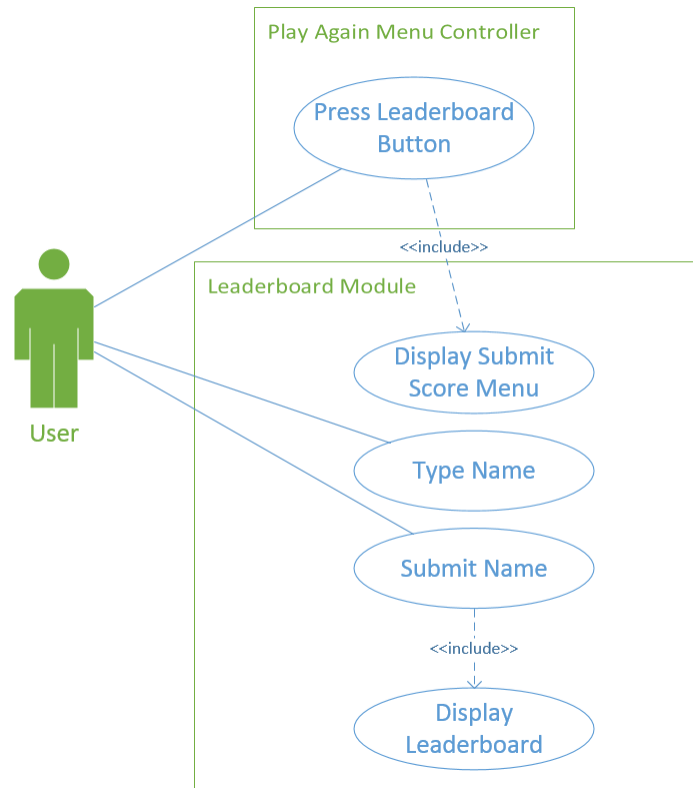 Play Again Menu Controller
Press Leaderboard
Button
<<include>>
Leaderboard Module
Display Submit
Score Menu
User
Type Name
Submit Name
<<include>>
Display
Leaderboard